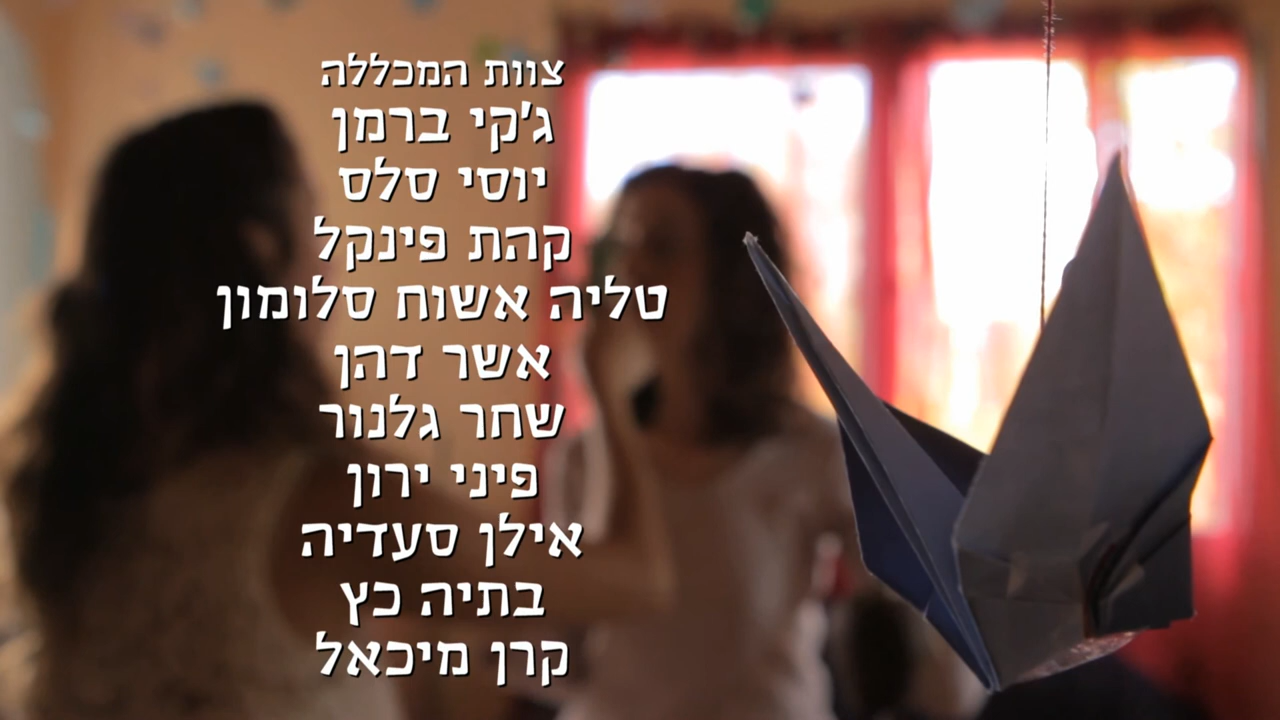 צוות המכללה
ג'קי ברמן
יוסי סלס
קהת פינקל
טליה אשוח סלומון
אשר דהן
שחר גלנור
פיני ירון
אילן סעדיה
בתיה כץ
קרן מיכאל